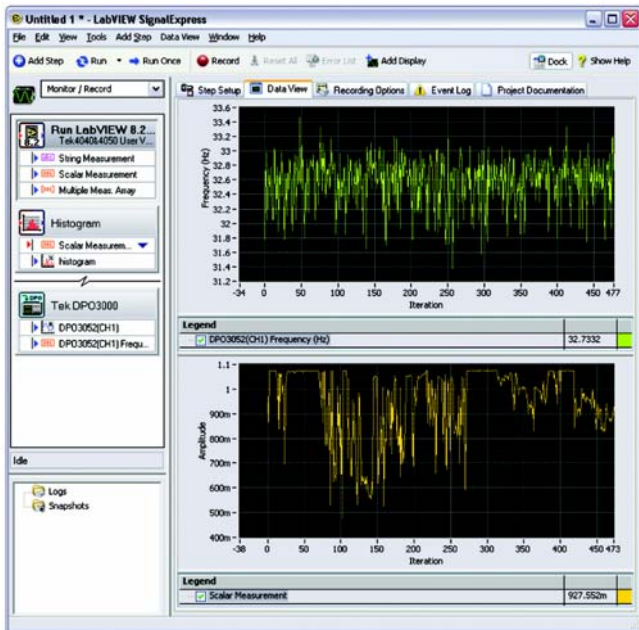 Untitled 1 * - LabVIEW SignalExpress
File Edit View Tools Add Step Data View Window Help
Add Step Run Run Once Record Reset All Error List Add Display Dock Show Help
Monitor / Record
Step Setup Data View Recording Options Event Log Project Documentation
Run LabVIEW 8.2...
Tek4040&4050 User V...
8.2
String Measurement
Scalar Measurement
Multiple Meas. Array
Histogram
Scalar Measurem...
histogram
DPO
Tek DPO3000
DPO3052(CH1)
DPO3052(CH1) Frequ...
Idle
Logs
Snapshots
Frequency (Hz)
33.6
33.4
33.2
33
32.8
32.6
32.4
32.2
32
31.8
31.6
31.4
31.2
-34 0 50 100 150 200 250 300 350 400 450 477
Iteration
Legend
DPO3052(CH1) Frequency (Hz) 32.7332
Amplitude
1.1
1
900m
800m
700m
600m
500m
400m
-38 0 50 100 150 200 250 300 350 400 450 473
Iteration
Legend
Scalar Measurement 927.552m